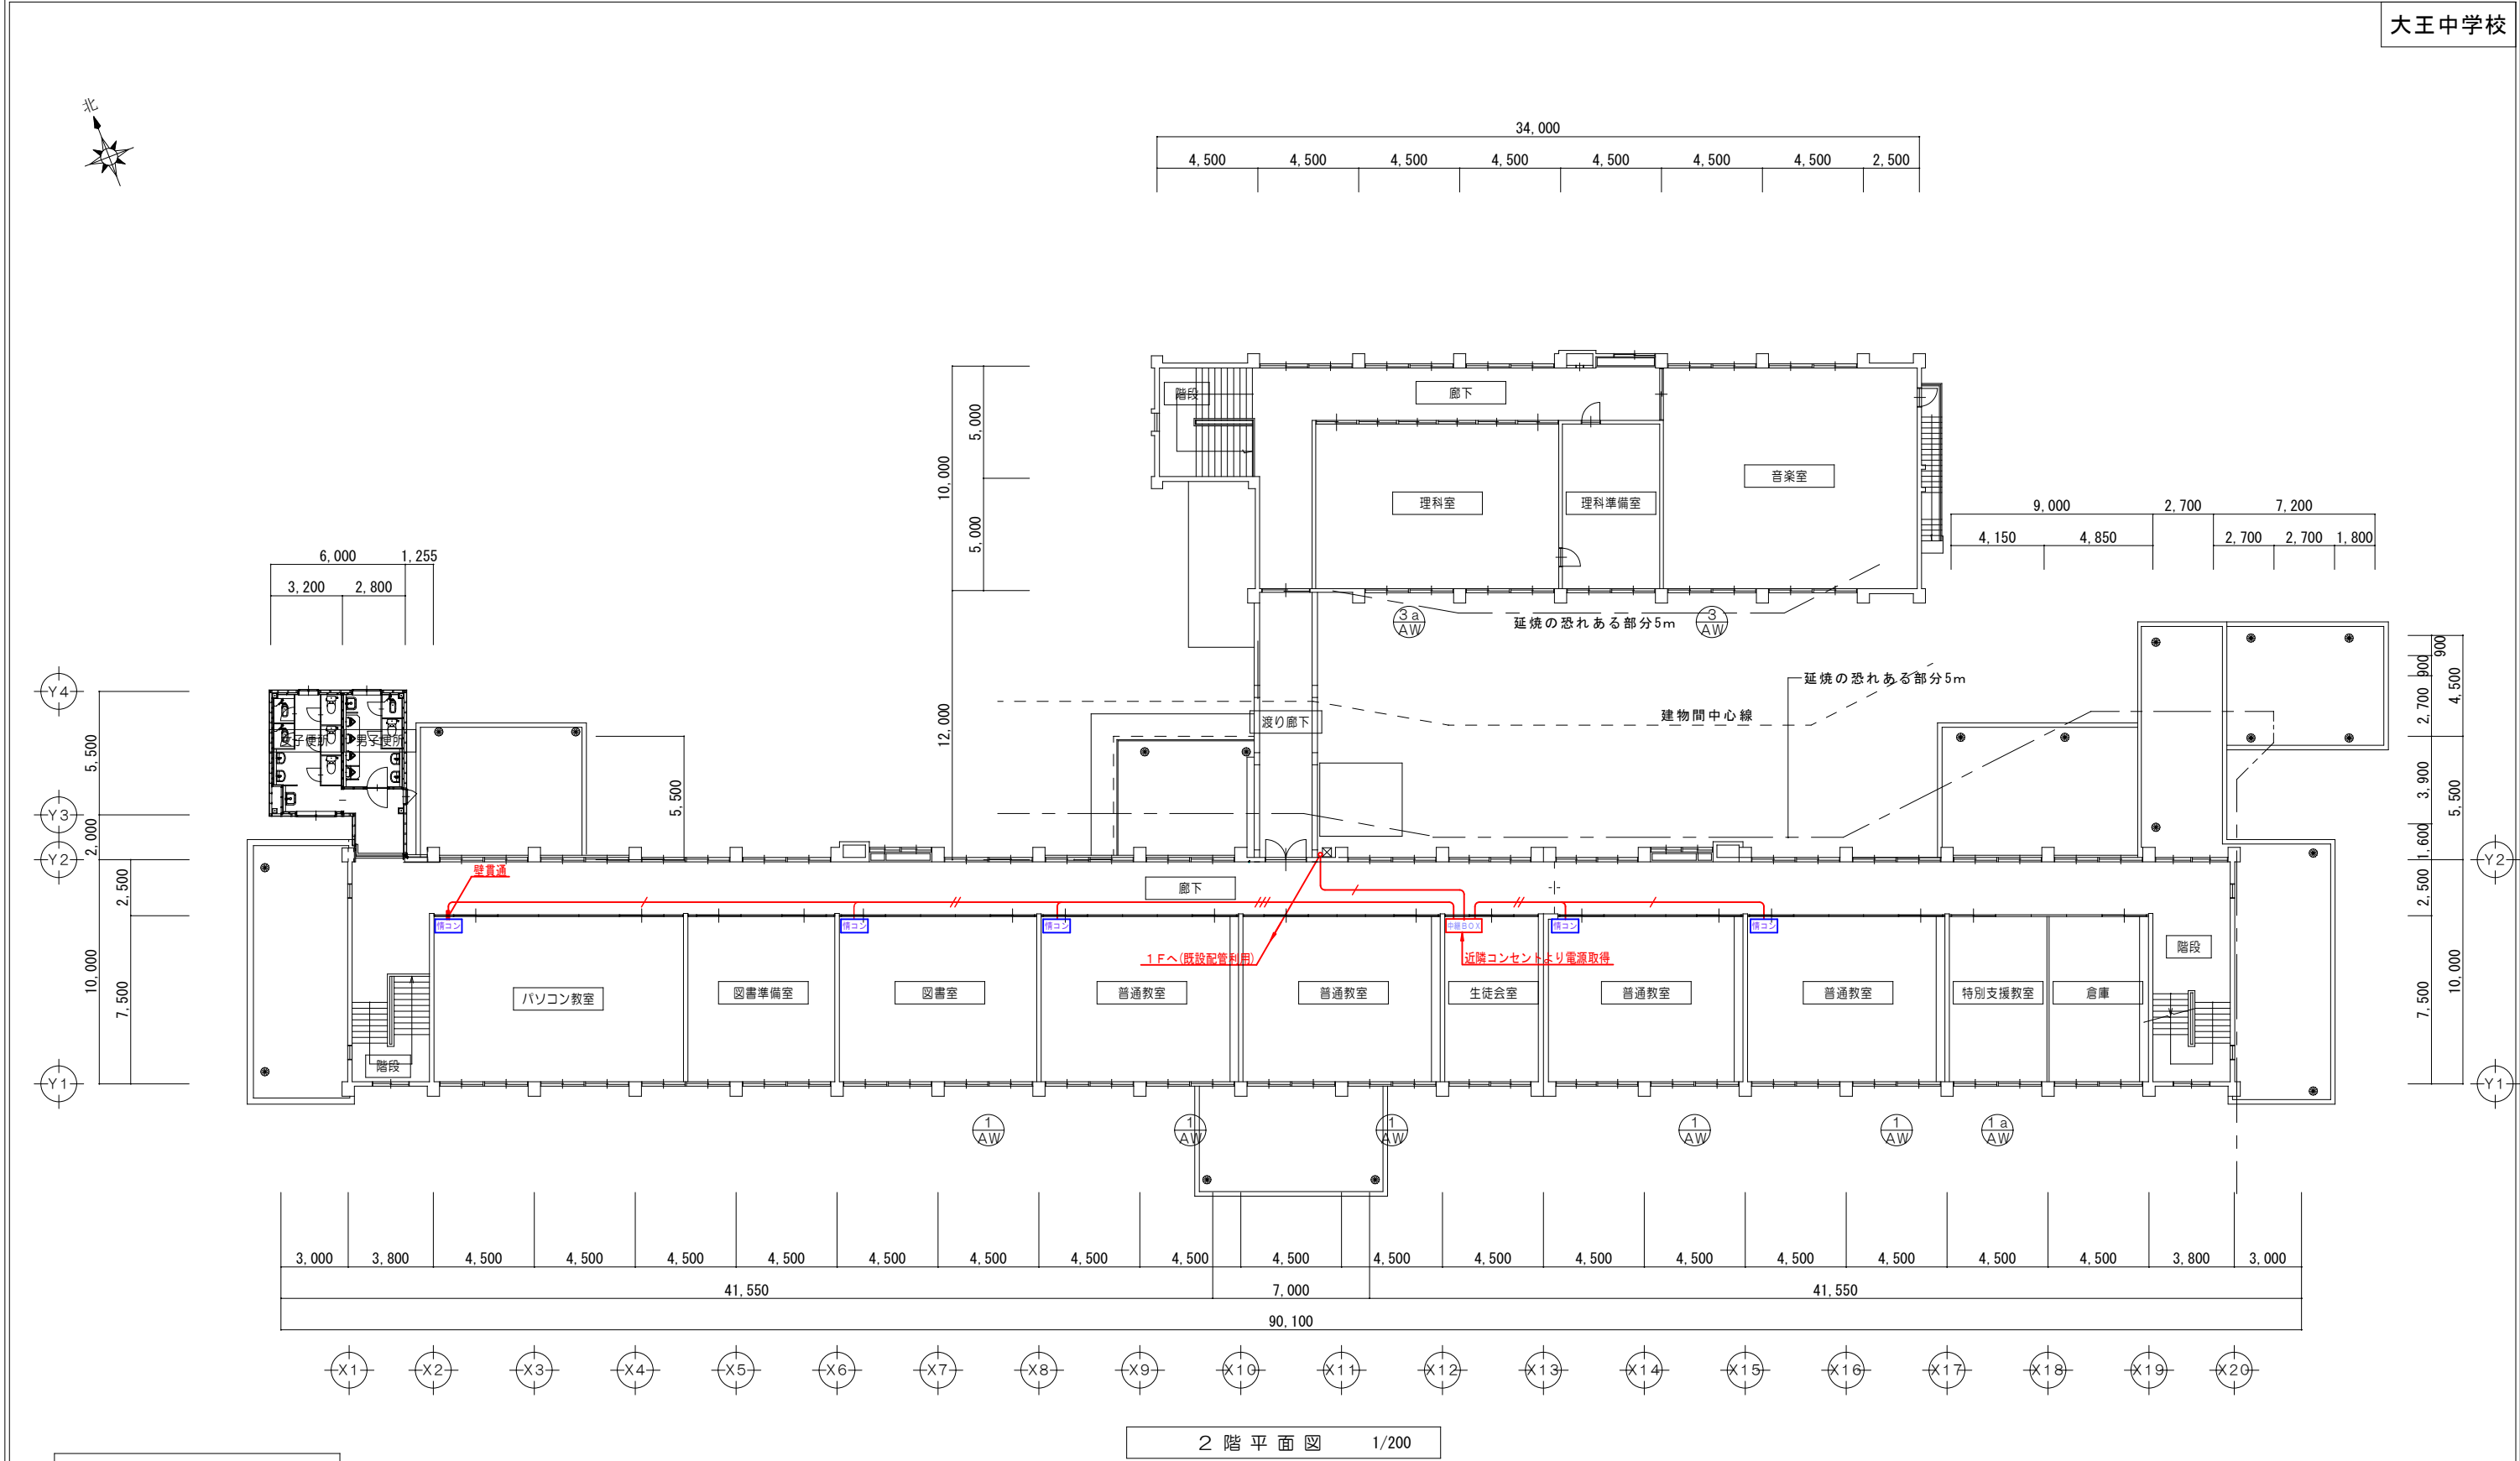 大王中学校
北
34,000
4,500 4,500 4,500 4,500 4,500 4,500 4,500 2,500
階段
廊下
理科室
理科準備室
音楽室
5,000
10,000
5,000
12,000
9,000 2,700 7,200
4,150 4,850 2,700 2,700 1,800
6,000 1,255
3,200 2,800
3a
AW
3
AW
延焼の恐れある部分5m
延焼の恐れある部分5m
建物間中心線
渡り廊下
女子便所
男子便所
Y4
Y3
Y2
Y1
5,500
2,000
2,500
10,000
7,500
5,500
900
900
2,700
4,500
3,900
5,500
1,600
2,500
10,000
7,500
Y2
Y1
壁貫通
廊下
情コン
情コン
情コン
中継BOX
情コン
情コン
1Fへ(既設配管利用)
近隣コンセントより電源取得
階段
パソコン教室
図書準備室
図書室
普通教室
普通教室
生徒会室
普通教室
普通教室
特別支援教室
倉庫
階段
1
AW
1
AW
1
AW
1
AW
1
AW
1a
AW
3,000 3,800 4,500 4,500 4,500 4,500 4,500 4,500 4,500 4,500 4,500 4,500 4,500 4,500 4,500 4,500 4,500 4,500 4,500 3,800 3,000
41,550 7,000 41,550
90,100
X1 X2 X3 X4 X5 X6 X7 X8 X9 X10 X11 X12 X13 X14 X15 X16 X17 X18 X19 X20
2階平面図 1/200